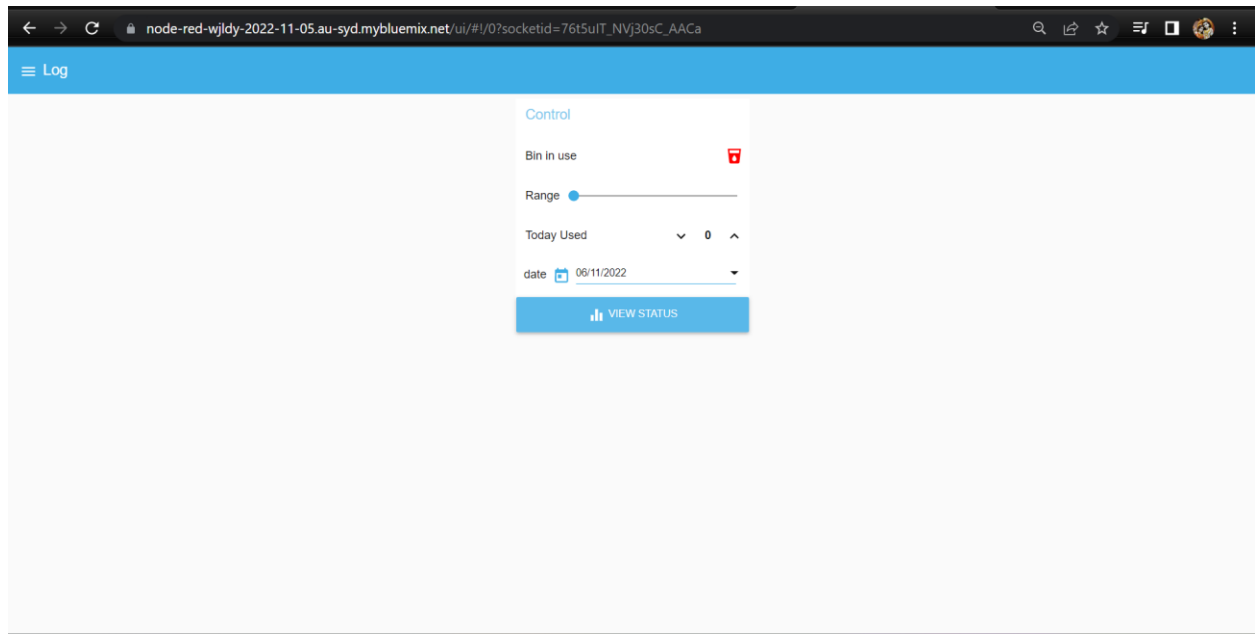 node-red-wjldy-2022-11-05.au-syd.mybluemix.net/ui/#!/0?socketid=76t5uIT_NVj30sC_AACa
Log
Control
Bin in use
Range
Today Used 0
date 06/11/2022
VIEW STATUS